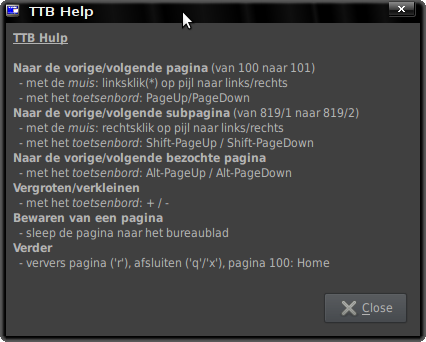 TTB Help
TTB Hulp
Naar de vorige/volgende pagina (van 100 naar 101)
- met de muis: linksklik(*) op pijl naar links/rechts
- met het toetsenbord: PageUp/PageDown
Naar de vorige/volgende subpagina (van 819/1 naar 819/2)
- met de muis: rechtsklik op pijl naar links/rechts
- met het toetsenbord: Shift-PageUp / Shift-PageDown
Naar de vorige/volgende bezochte pagina
- met het toetsenbord: Alt-PageUp / Alt-PageDown
Vergroten/verkleinen
- met het toetsenbord: + / -
Bewaren van een pagina
- sleep de pagina naar het bureaublad
Verder
- ververs pagina ('r'), afsluiten ('q'/'x'), pagina 100: Home
Close